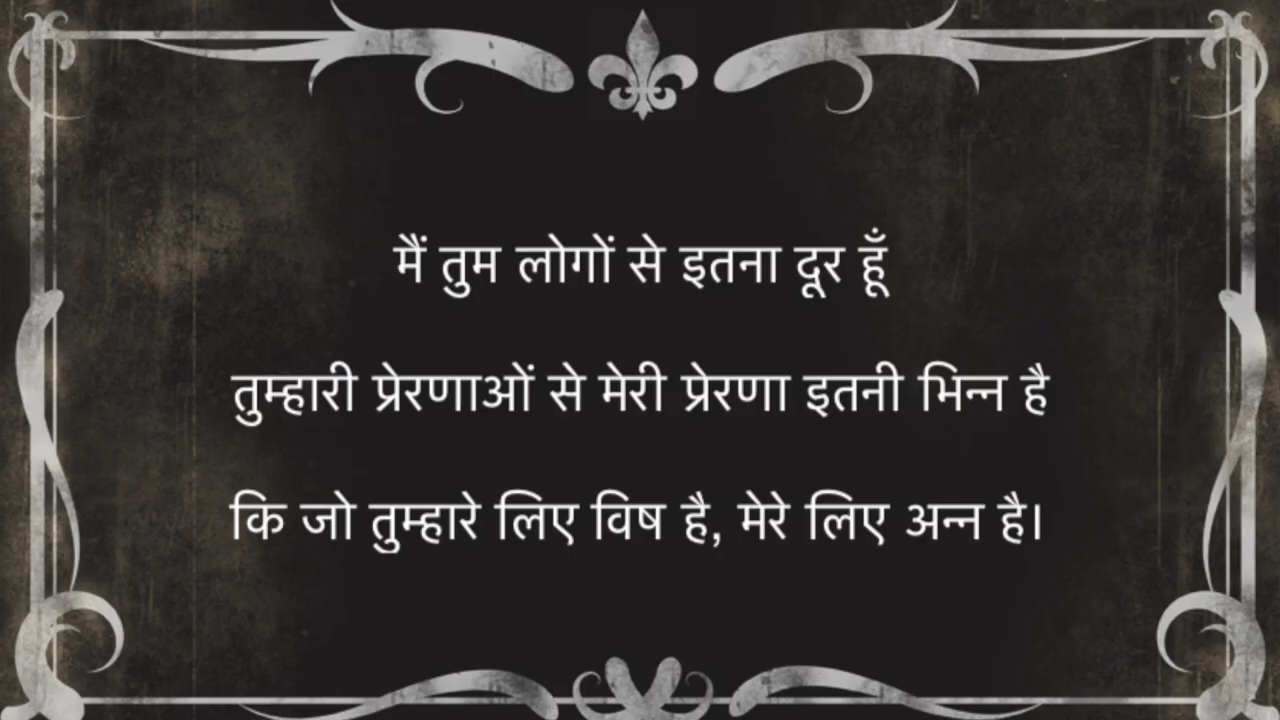 मैं तुम लोगों से इतना दूर हूँ
तुम्हारी प्रेरणाओं से मेरी प्रेरणा इतनी भिन्न है
कि जो तुम्हारे लिए विष है, मेरे लिए अन्न है।